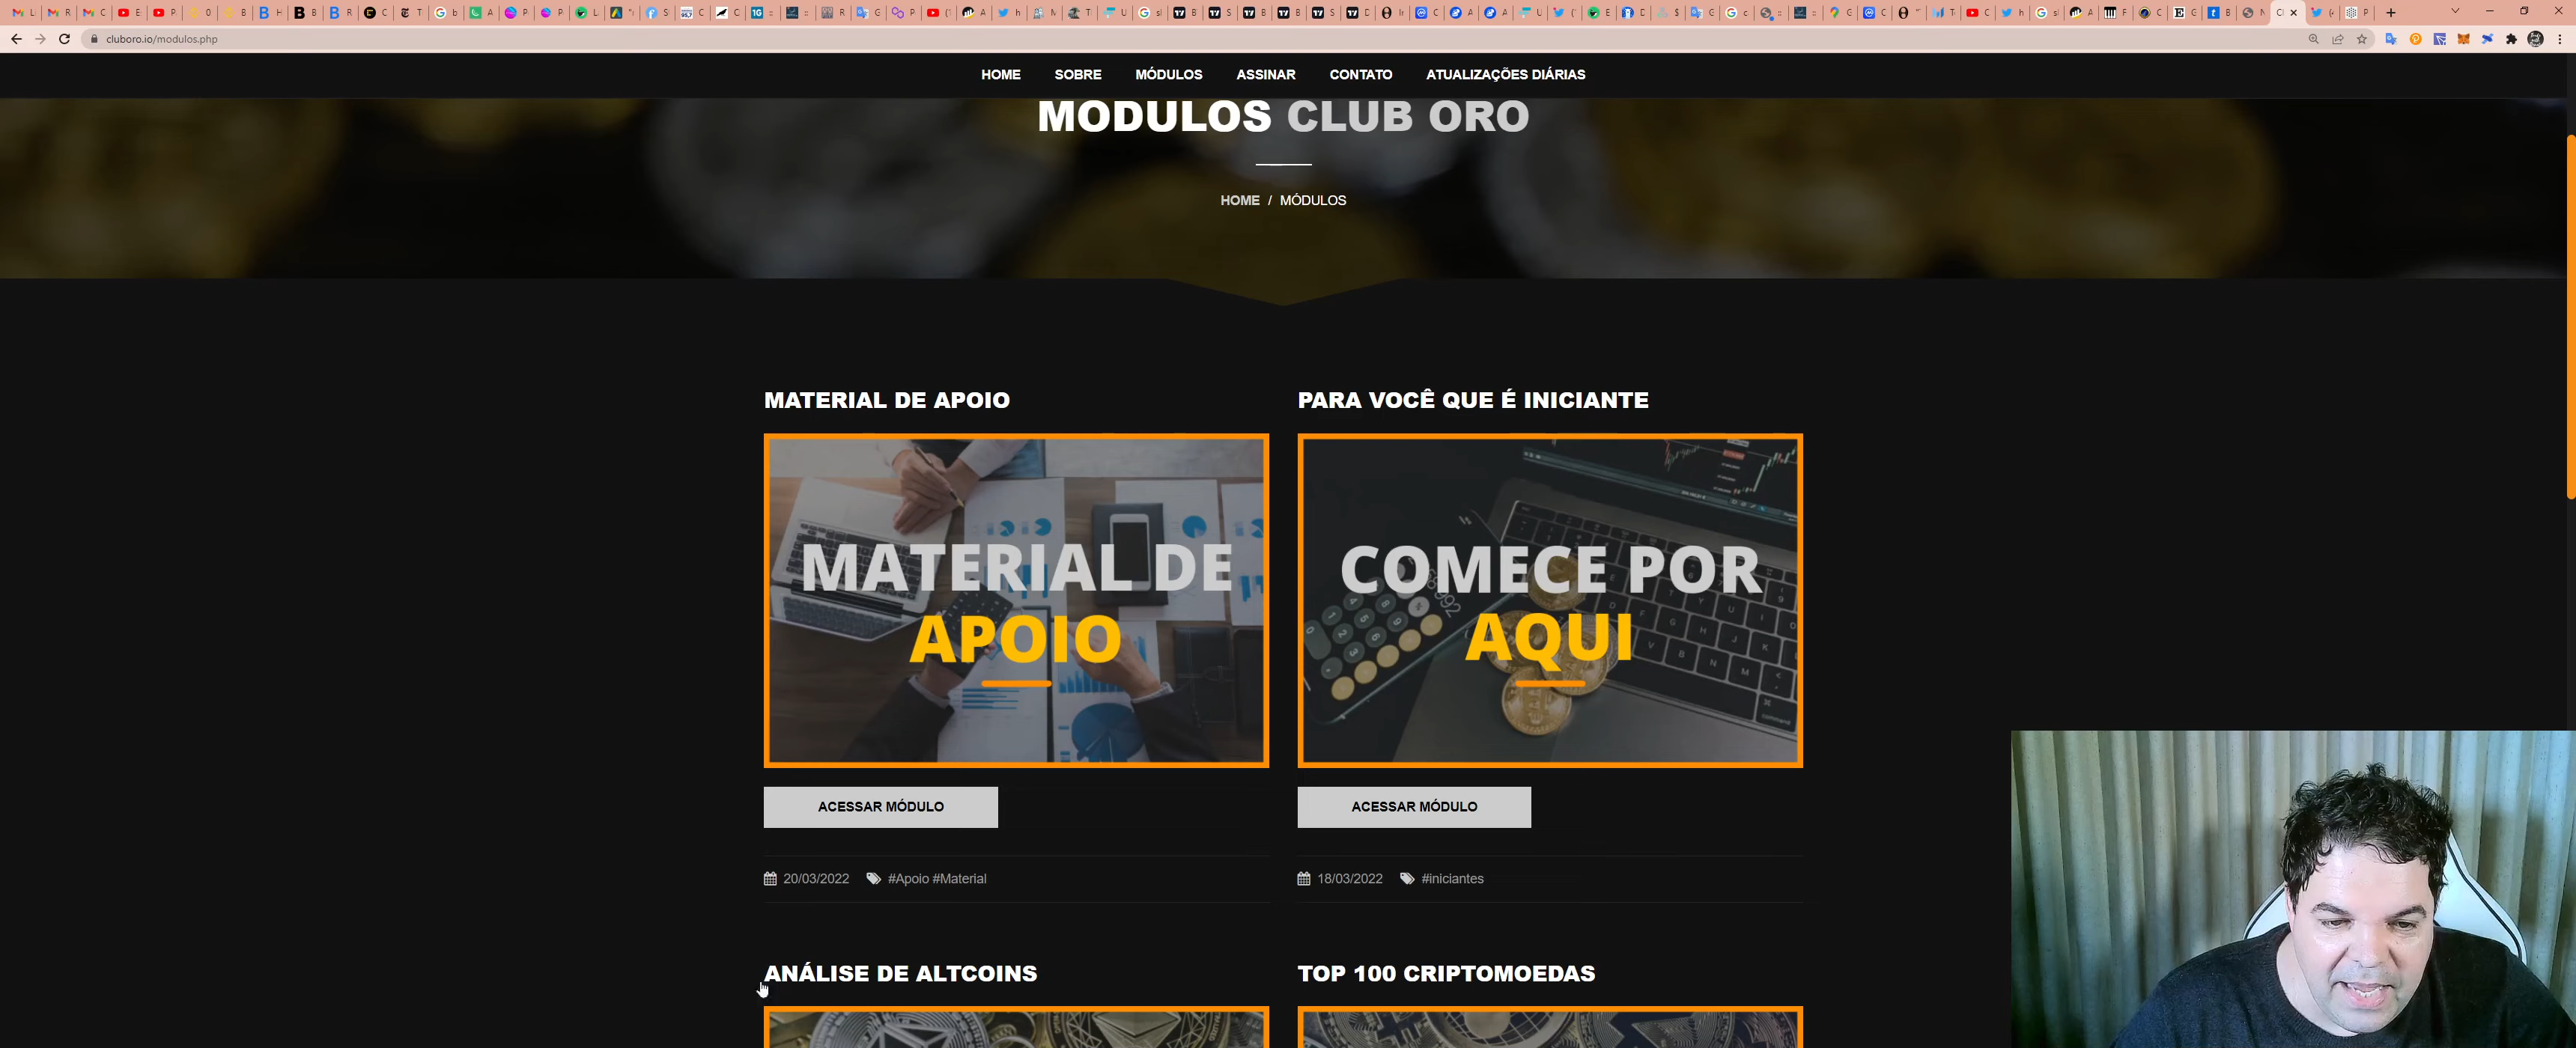 cluboro.io/modulos.php
HOME SOBRE MÓDULOS ASSINAR CONTATO ATUALIZAÇÕES DIÁRIAS
MODULOS CLUB ORO
HOME / MÓDULOS
MATERIAL DE APOIO
PARA VOCÊ QUE É INICIANTE
MATERIAL DE
APOIO
COMECE POR
AQUI
ACESSAR MÓDULO
ACESSAR MÓDULO
20/03/2022 #Apoio #Material
18/03/2022 #iniciantes
ANÁLISE DE ALTCOINS
TOP 100 CRIPTOMOEDAS